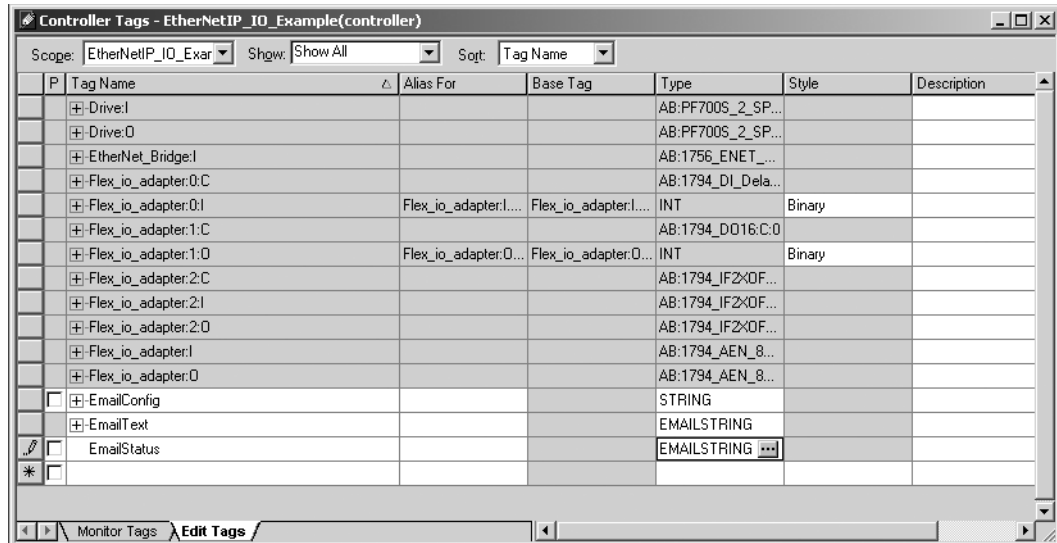 Controller Tags - EtherNetIP_IO_Example(controller)
Scope: EtherNetIP_IO_Exar Show: Show All Sort: Tag Name
P Tag Name Alias For Base Tag Type Style Description
Drive:I AB:PF700S_2_SP...
Drive:O AB:PF700S_2_SP...
EtherNet_Bridge:I AB:1756_ENET_...
Flex_io_adapter:0:C AB:1794_DI_Dela...
Flex_io_adapter:0:I Flex_io_adapter:I.... Flex_io_adapter:I.... INT Binary
Flex_io_adapter:1:C AB:1794_DO16:C:0
Flex_io_adapter:1:O Flex_io_adapter:O... Flex_io_adapter:O... INT Binary
Flex_io_adapter:2:C AB:1794_IF2XOF...
Flex_io_adapter:2:I AB:1794_IF2XOF...
Flex_io_adapter:2:O AB:1794_IF2XOF...
Flex_io_adapter:I AB:1794_AEN_8...
Flex_io_adapter:O AB:1794_AEN_8...
EmailConfig STRING
EmailText EMAILSTRING
EmailStatus EMAILSTRING ...
Monitor Tags Edit Tags